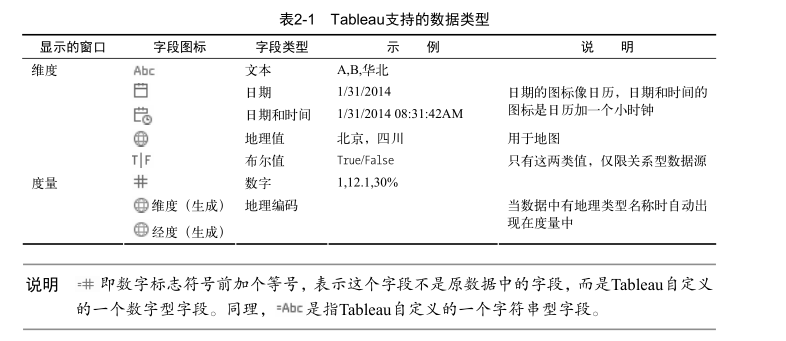 表2-1 Tableau支持的数据类型
显示的窗口 字段图标 字段类型 示 例 说 明
维度 Abc 文本 A,B,华北
日期 1/31/2014 日期的图标像日历，日期和时间的
日期和时间 1/31/2014 08:31:42AM 图标是日历加一个小时钟
地理值 北京，四川 用于地图
T|F 布尔值 True/False 只有这两类值，仅限关系型数据源
度量 # 数字 1,12.1,30%
维度（生成） 地理编码 当数据中有地理类型名称时自动出
经度（生成） 现在度量中
说明 =# 即数字标志符号前加个等号，表示这个字段不是原数据中的字段，而是Tableau自定义
的一个数字型字段。同理，=Abc是指Tableau自定义的一个字符串型字段。